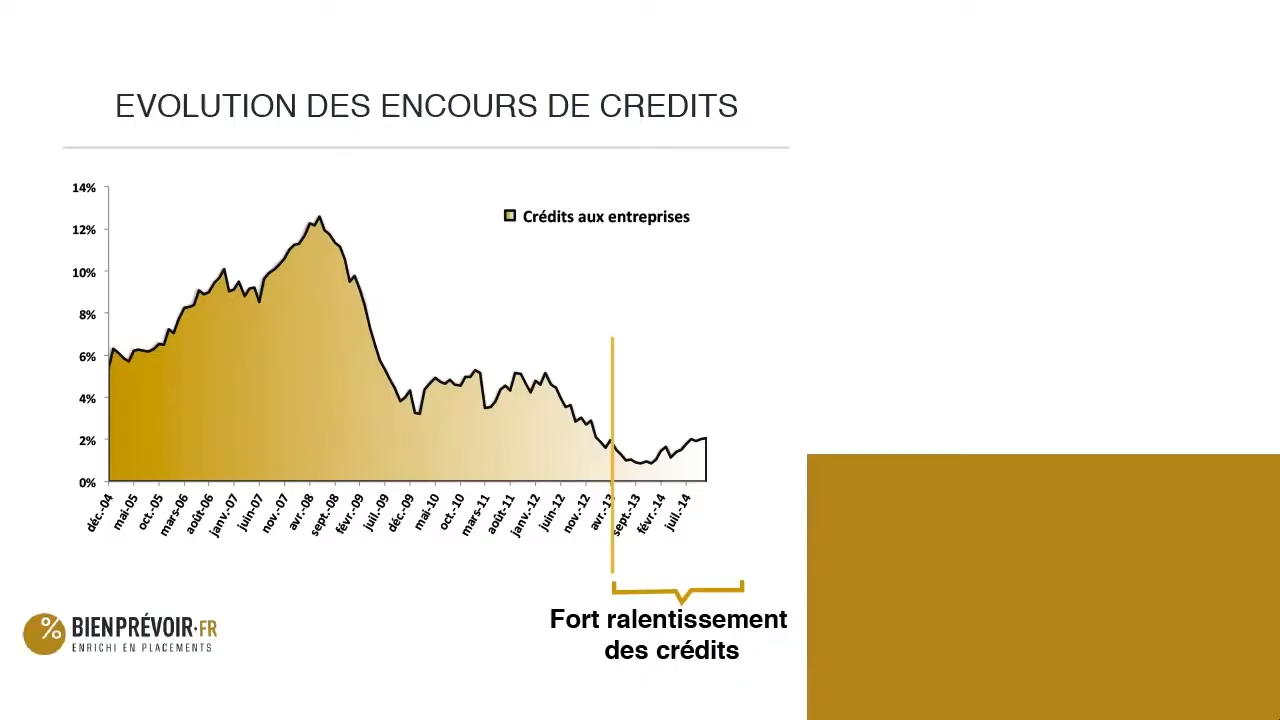 EVOLUTION DES ENCOURS DE CREDITS
14%
12%
10%
8%
6%
4%
2%
0%
Crédits aux entreprises
déc.-04
mai-05
oct.-05
mars-06
août-06
janv.-07
juin-07
nov.-07
avr.-08
sept.-08
févr.-09
juil.-09
déc.-09
mai-10
oct.-10
mars-11
août-11
janv.-12
juin-12
nov.-12
avr.-13
sept.-13
févr.-14
juil.-14
Fort ralentissement
des crédits
% BIENPRÉVOIR·FR
ENRICHI EN PLACEMENTS